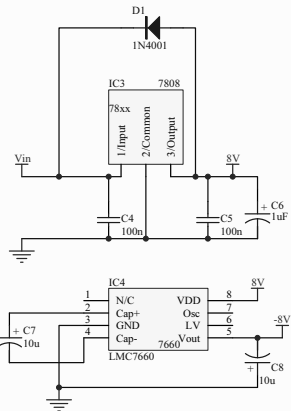 D1
1N4001
IC3 7808
78xx
1/Input
2/Common
3/Output
Vin
8V
C4
100n
C5
100n
+ C6
1uF
IC4
8V
-8V
1 N/C VDD 8
2 Cap+ Osc 7
3 GND LV 6
4 Cap- Vout 5
7660
LMC7660
+ C7
10u
+ C8
10u